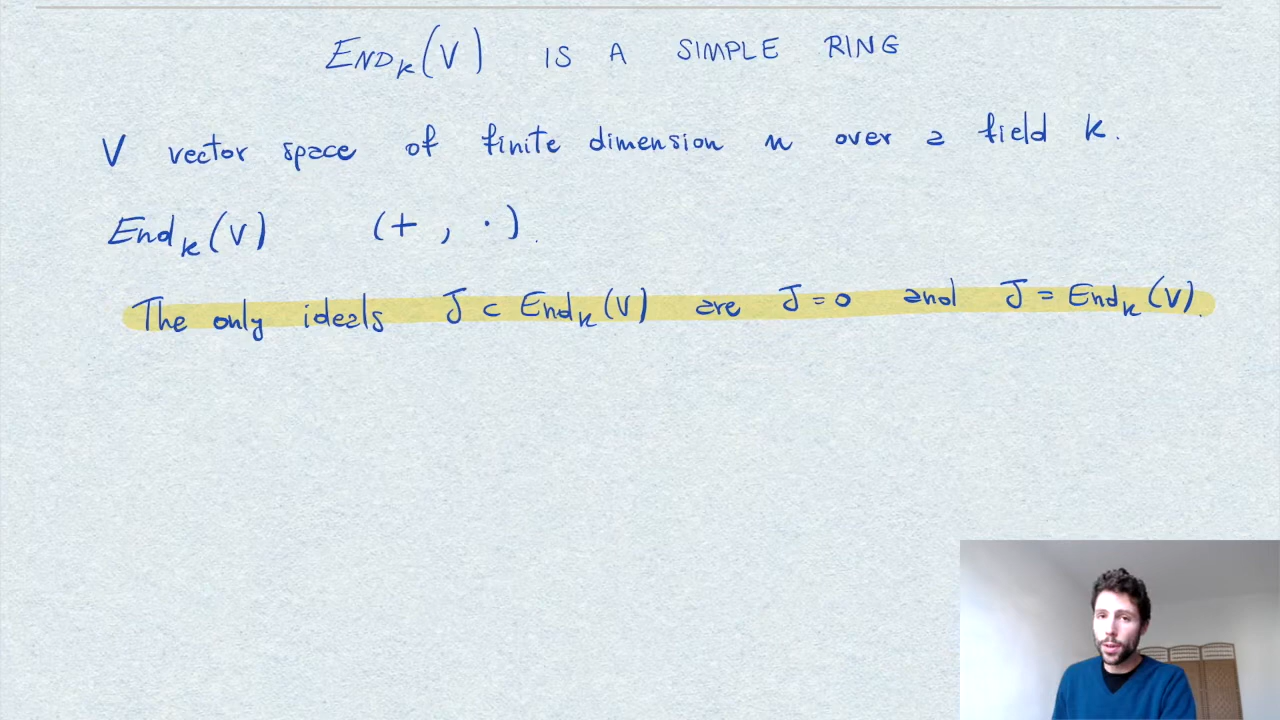 END_k(V) IS A SIMPLE RING
V vector space of finite dimension n over a field k.
End_k(V) (+, ·).
The only ideals J ⊂ End_k(V) are J = 0 and J = End_k(V).